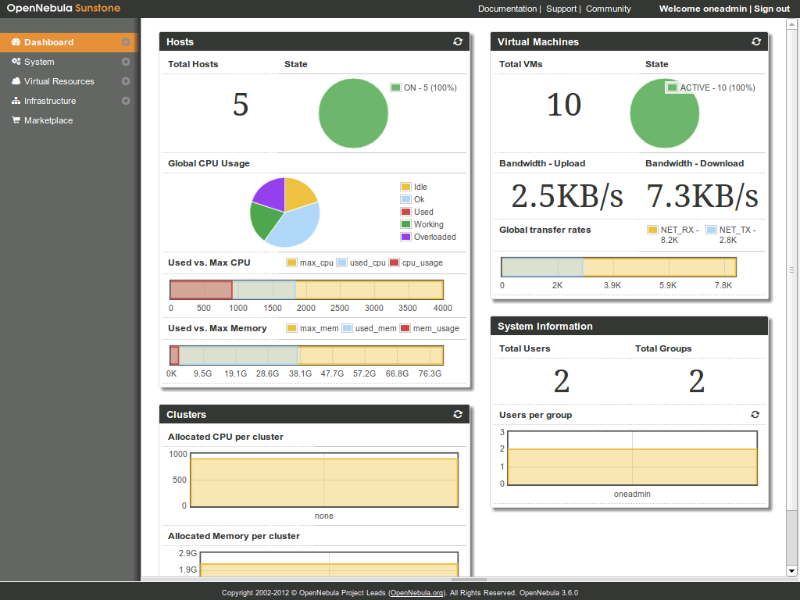 OpenNebula Sunstone
Documentation | Support | Community
Welcome oneadmin | Sign out
Dashboard
System
Virtual Resources
Infrastructure
Marketplace
Hosts
Total Hosts
State
5
ON - 5 (100%)
Global CPU Usage
Idle
Ok
Used
Working
Overloaded
Used vs. Max CPU
max_cpu used_cpu cpu_usage
0 500 1000 1500 2000 2500 3000 3500 4000
Used vs. Max Memory
max_mem used_mem mem_usage
0K 9.5G 19.1G 28.6G 38.1G 47.7G 57.2G 66.8G 76.3G
Clusters
Allocated CPU per cluster
1000
500
0
none
Allocated Memory per cluster
2.9G
1.9G
Virtual Machines
Total VMs
State
10
ACTIVE - 10 (100%)
Bandwidth - Upload
Bandwidth - Download
2.5KB/s
7.3KB/s
Global transfer rates
NET_RX -
8.2K
NET_TX -
2.8K
0 2K 3.9K 5.9K 7.8K
System Information
Total Users
Total Groups
2
2
Users per group
3
2
1
0
oneadmin
Copyright 2002-2012 © OpenNebula Project Leads (OpenNebula.org). All Rights Reserved. OpenNebula 3.6.0